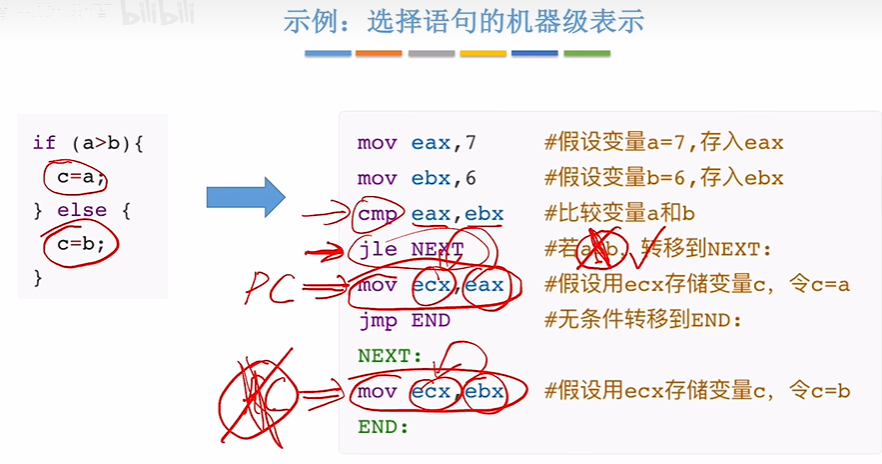 bilibili
示例：选择语句的机器级表示
if (a>b){
c=a;
} else {
c=b;
}
mov eax,7 #假设变量a=7,存入eax
mov ebx,6 #假设变量b=6,存入ebx
cmp eax,ebx #比较变量a和b
jle NEXT #若a b，转移到NEXT：
PC mov ecx,eax #假设用ecx存储变量c，令c=a
jmp END #无条件转移到END：
NEXT:
mov ecx,ebx #假设用ecx存储变量c，令c=b
END: